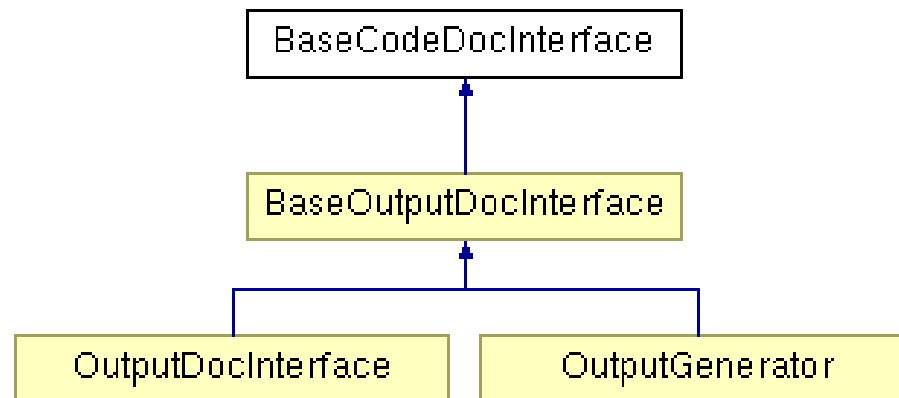 BaseCodeDocInterface
BaseOutputDocInterface
OutputDocInterface
OutputGenerator